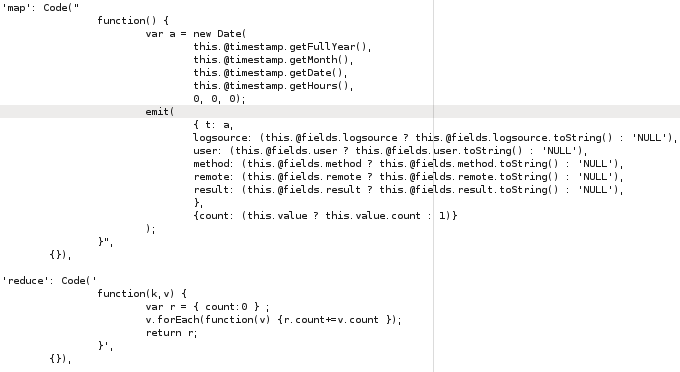 'map': Code("
function() {
var a = new Date(
this.@timestamp.getFullYear(),
this.@timestamp.getMonth(),
this.@timestamp.getDate(),
this.@timestamp.getHours(),
0, 0, 0);
emit(
{ t: a,
logsource: (this.@fields.logsource ? this.@fields.logsource.toString() : 'NULL'),
user: (this.@fields.user ? this.@fields.user.toString() : 'NULL'),
method: (this.@fields.method ? this.@fields.method.toString() : 'NULL'),
remote: (this.@fields.remote ? this.@fields.remote.toString() : 'NULL'),
result: (this.@fields.result ? this.@fields.result.toString() : 'NULL'),
},
{count: (this.value ? this.value.count : 1)}
);
}",
{}),
'reduce': Code('
function(k,v) {
var r = { count:0 } ;
v.forEach(function(v) {r.count+=v.count });
return r;
}',
{}),